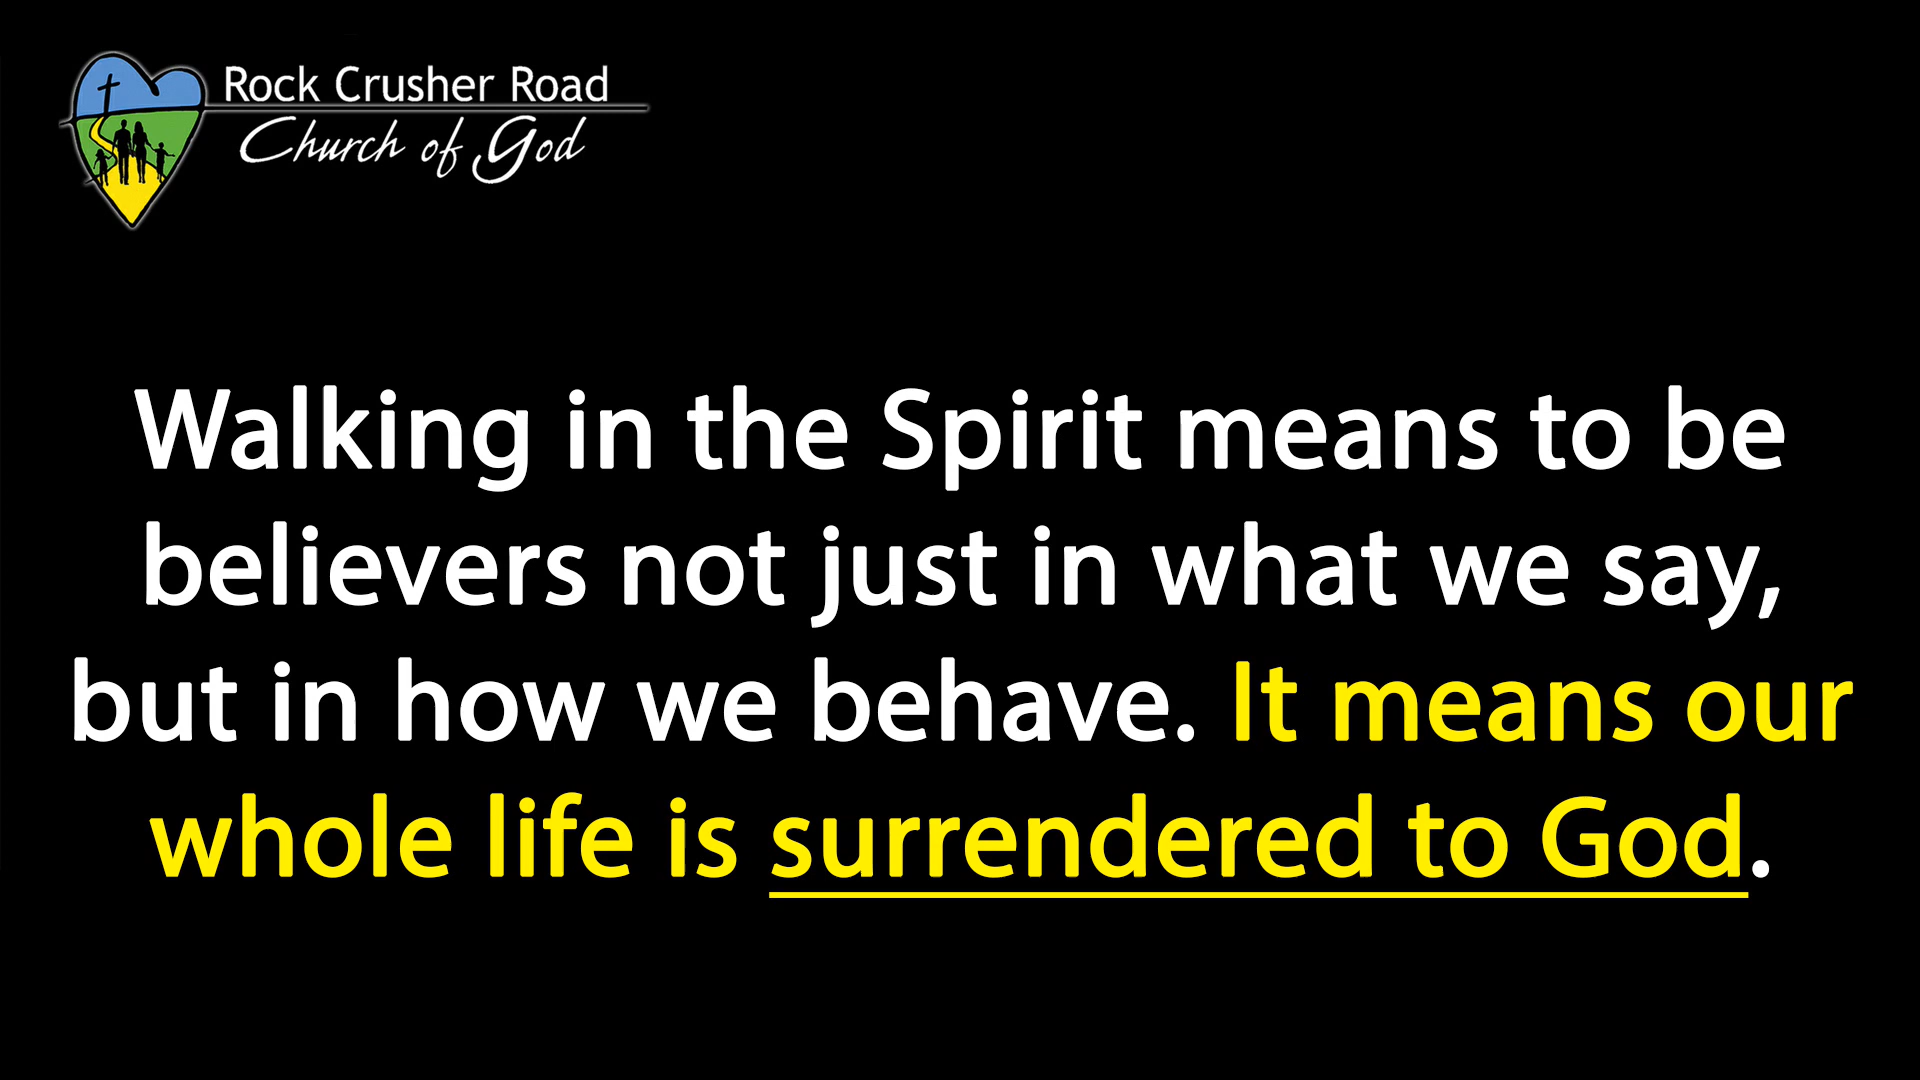 Rock Crusher Road
Church of God
Walking in the Spirit means to be
believers not just in what we say,
but in how we behave. It means our
whole life is surrendered to God.